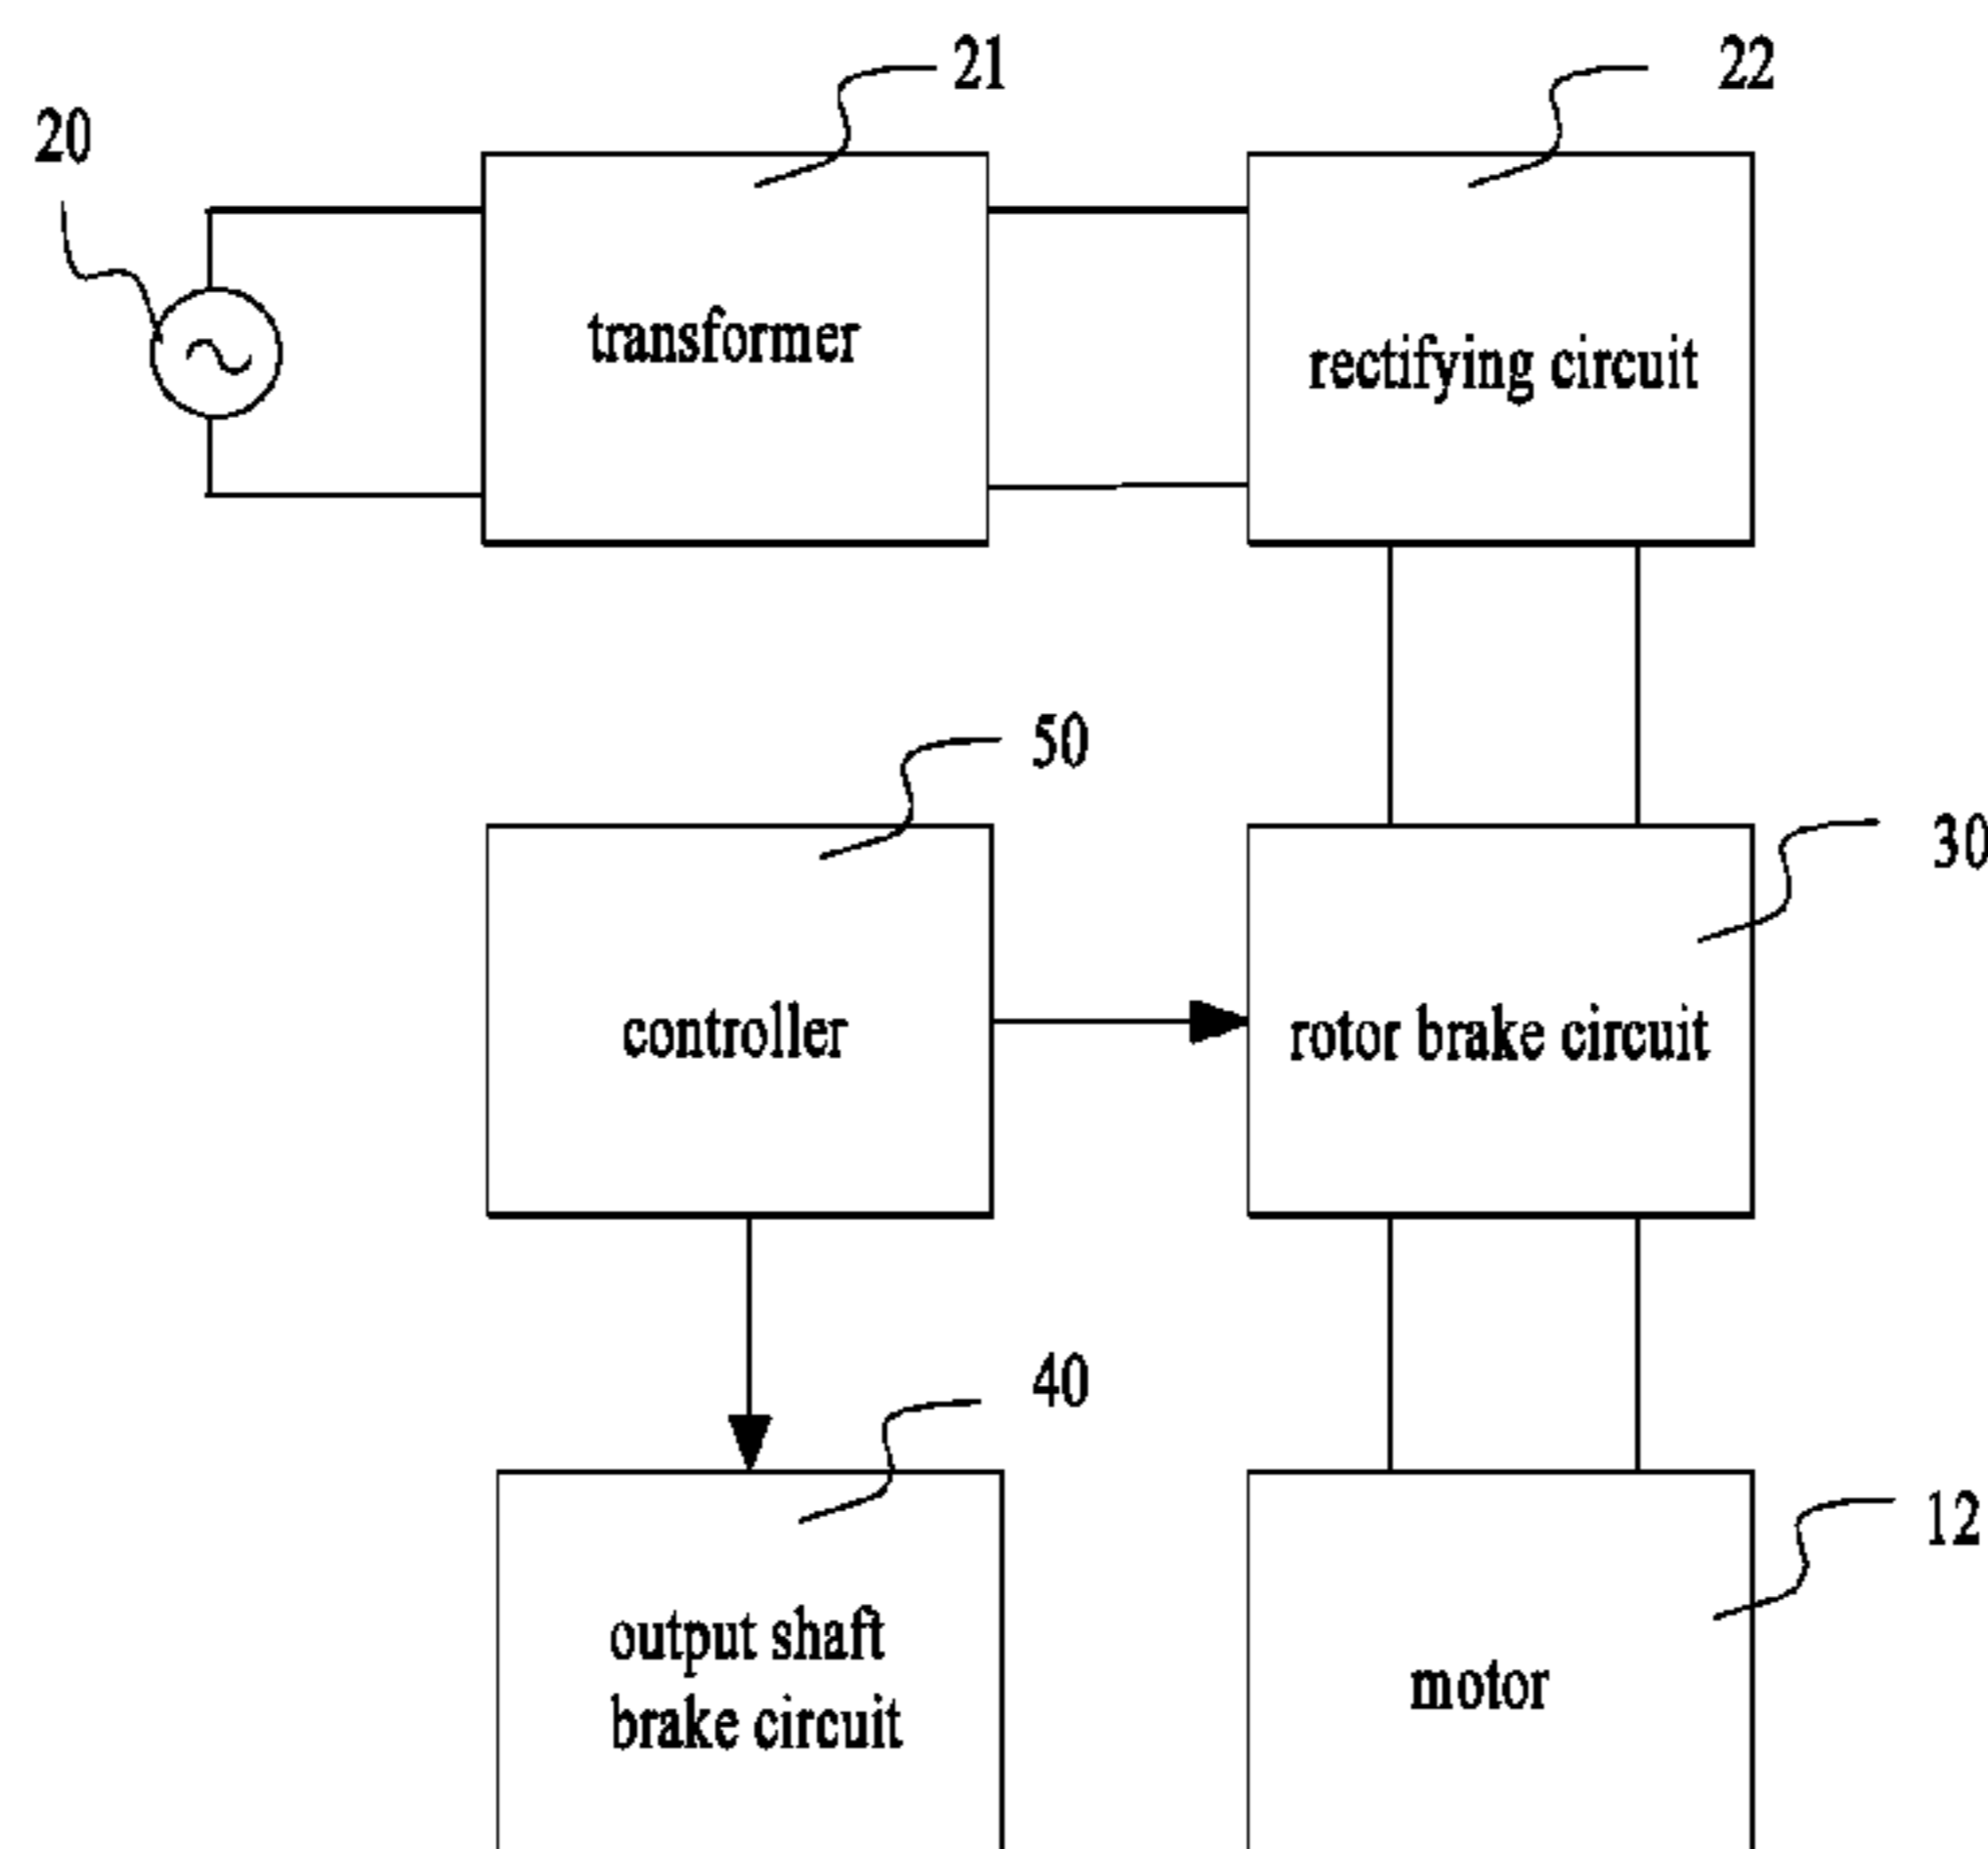 21
22
20
transformer
rectifying circuit
50
30
controller
rotor brake circuit
40
12
output shaft
brake circuit
motor